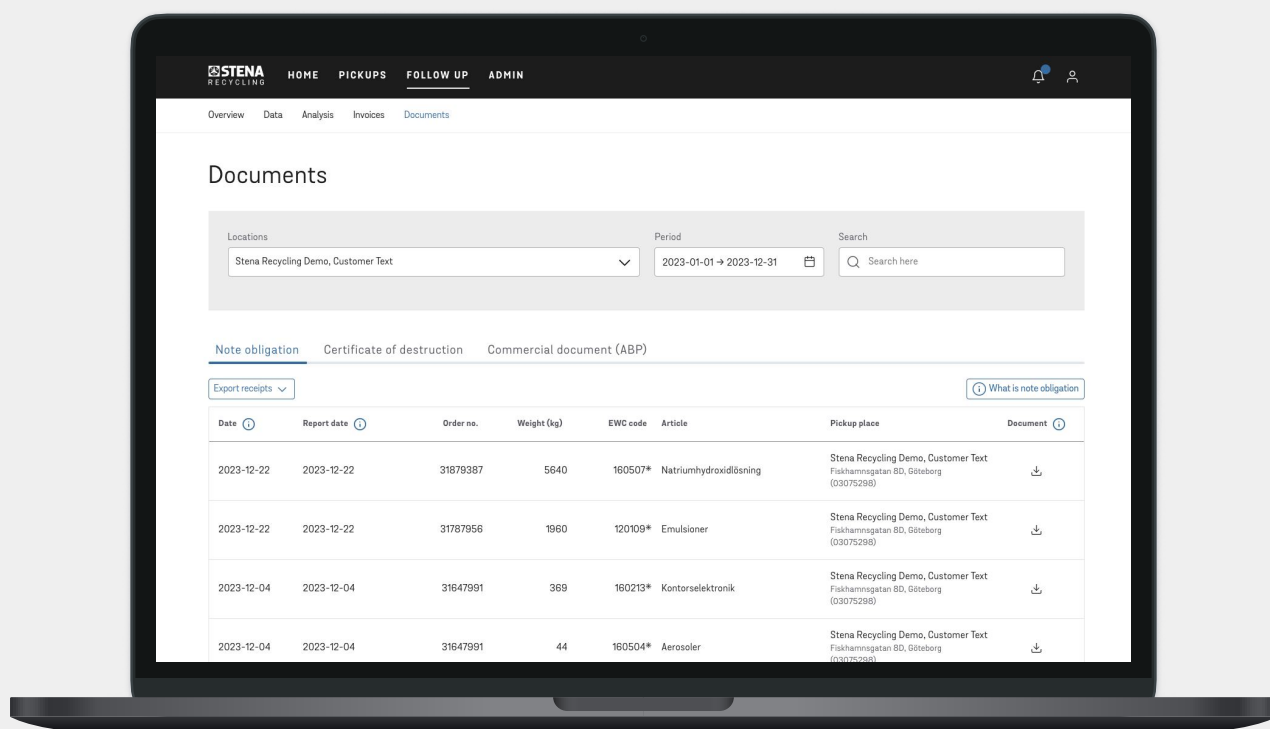 STENA
RECYCLING
HOME PICKUPS FOLLOW UP ADMIN
Overview Data Analysis Invoices Documents
Documents
Locations Period Search
Stena Recycling Demo, Customer Text 2023-01-01 → 2023-12-31 Search here
Note obligation Certificate of destruction Commercial document (ABP)
Export receipts What is note obligation
Date Report date Order no. Weight (kg) EWC code Article Pickup place Document
2023-12-22 2023-12-22 31879387 5640 160507* Natriumhydroxidlösning Stena Recycling Demo, Customer Text
Fiskhamnsgatan 8D, Göteborg
(03075298)
2023-12-22 2023-12-22 31787956 1960 120109* Emulsioner Stena Recycling Demo, Customer Text
Fiskhamnsgatan 8D, Göteborg
(03075298)
2023-12-04 2023-12-04 31647991 369 160213* Kontorselektronik Stena Recycling Demo, Customer Text
Fiskhamnsgatan 8D, Göteborg
(03075298)
2023-12-04 2023-12-04 31647991 44 160504* Aerosoler Stena Recycling Demo, Customer Text
Fiskhamnsgatan 8D, Göteborg
(03075298)